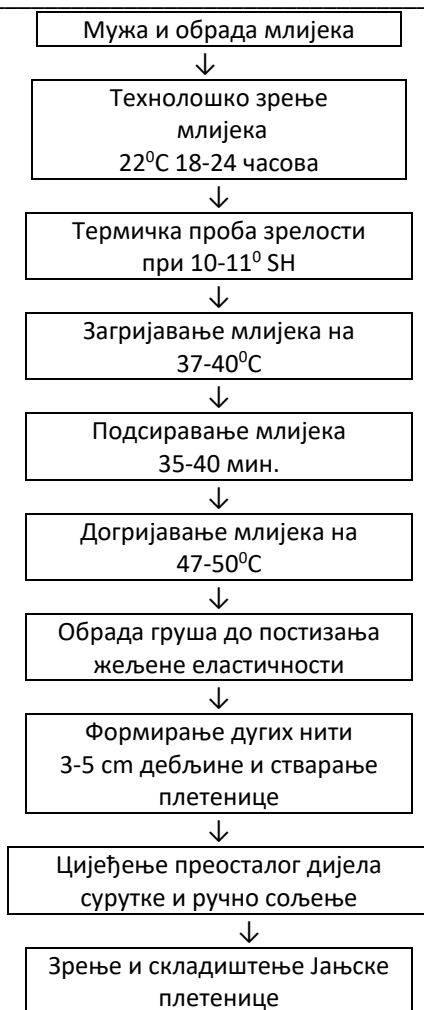 Мужа и обрада млијека
↓
Технолошко зрење
млијека
22⁰C 18-24 часова
↓
Термичка проба зрелости
при 10-11⁰ SH
↓
Загријавање млијека на
37-40⁰C
↓
Подсиравање млијека
35-40 мин.
↓
Догријавање млијека на
47-50⁰C
↓
Обрада груша до постизања
жељене еластичности
↓
Формирање дугих нити
3-5 cm дебљине и стварање
плетенице
↓
Цијеђење преосталог дијела
сурутке и ручно сољење
↓
Зрење и складиштење Јањске
плетенице